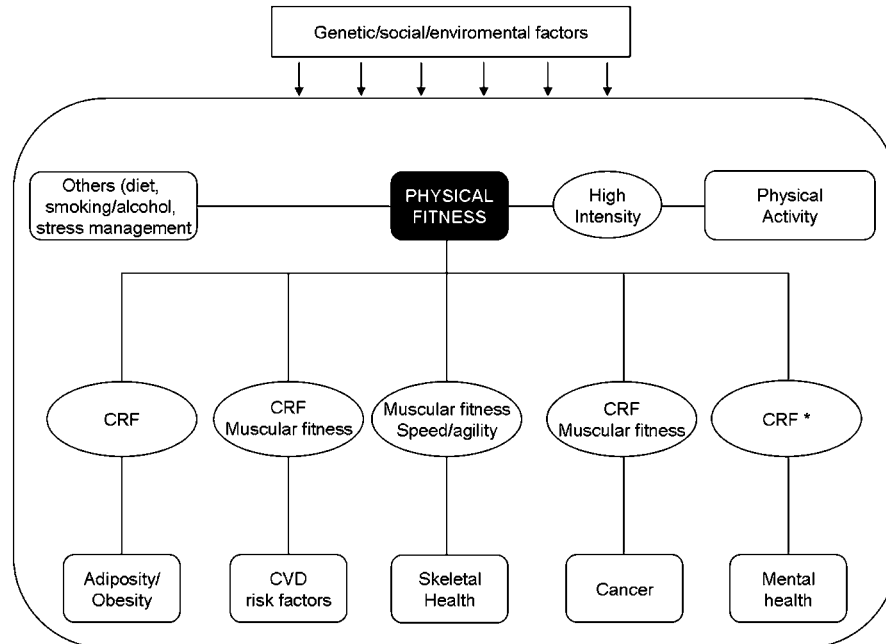 Genetic/social/enviromental factors
Others (diet,
smoking/alcohol,
stress management
PHYSICAL
FITNESS
High
Intensity
Physical
Activity
CRF
CRF
Muscular fitness
Muscular fitness
Speed/agility
CRF
Muscular fitness
CRF *
Adiposity/
Obesity
CVD
risk factors
Skeletal
Health
Cancer
Mental
health